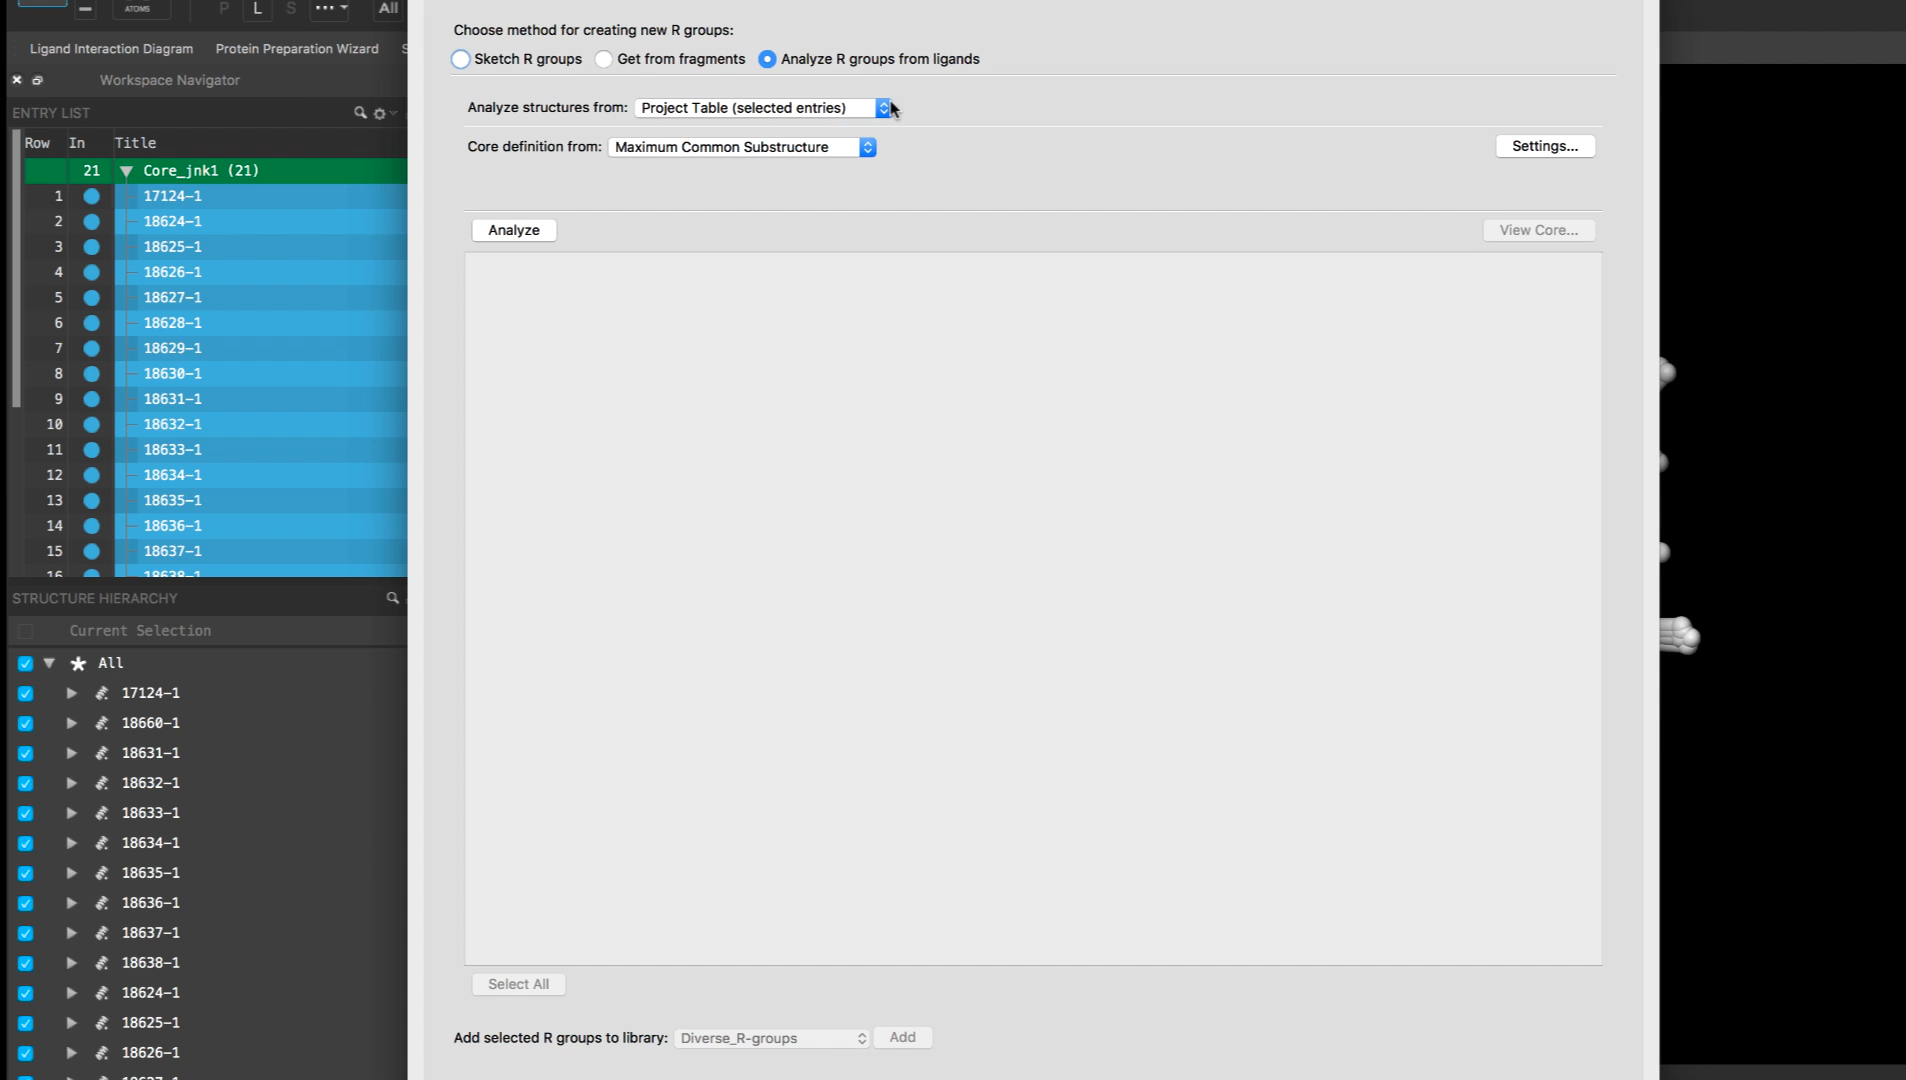 ATOMS
P L S ... All
Ligand Interaction Diagram Protein Preparation Wizard S
Workspace Navigator
ENTRY LIST
Row In Title
21 Core_jnk1 (21)
1 17124-1
2 18624-1
3 18625-1
4 18626-1
5 18627-1
6 18628-1
7 18629-1
8 18630-1
9 18631-1
10 18632-1
11 18633-1
12 18634-1
13 18635-1
14 18636-1
15 18637-1
16 18638-1
STRUCTURE HIERARCHY
Current Selection
All
17124-1
18660-1
18631-1
18632-1
18633-1
18634-1
18635-1
18636-1
18637-1
18638-1
18624-1
18625-1
18626-1
18627-1
Choose method for creating new R groups:
Sketch R groups Get from fragments Analyze R groups from ligands
Analyze structures from: Project Table (selected entries)
Core definition from: Maximum Common Substructure Settings...
Analyze View Core...
Select All
Add selected R groups to library: Diverse_R-groups Add